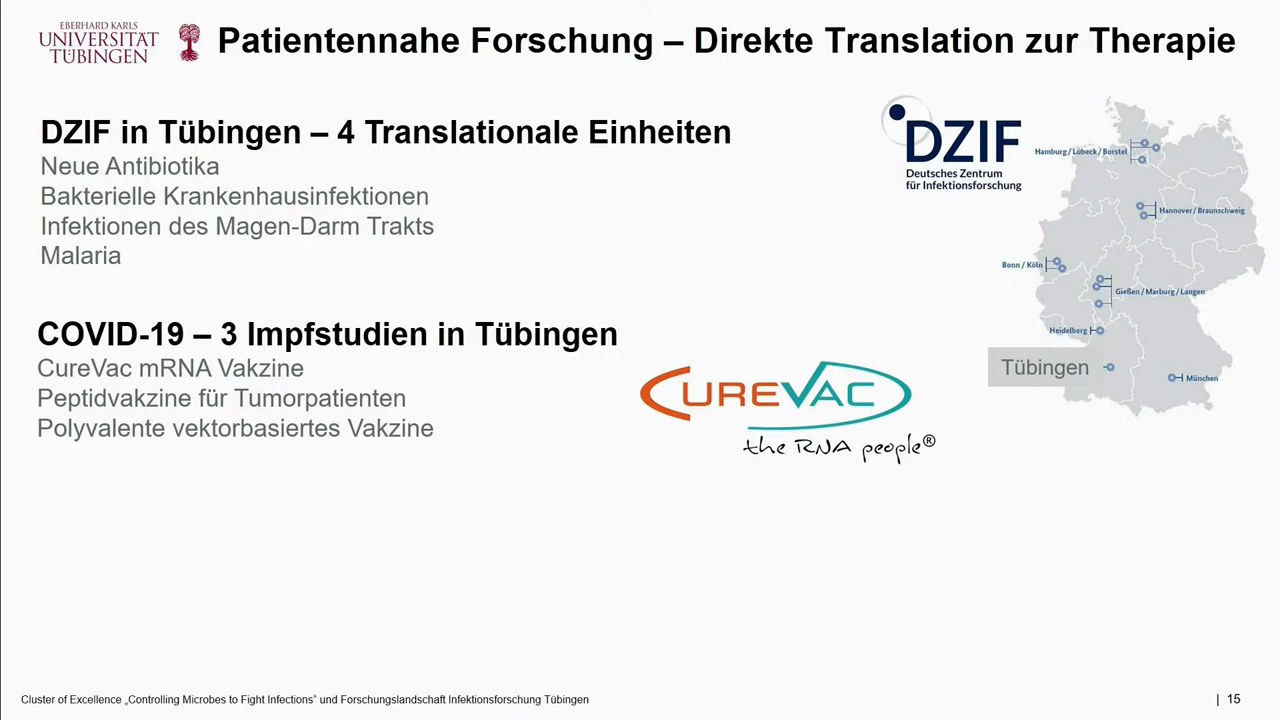 EBERHARD KARLS
UNIVERSITÄT
TÜBINGEN
Patientennahe Forschung – Direkte Translation zur Therapie
DZIF in Tübingen – 4 Translationale Einheiten
Neue Antibiotika
Bakterielle Krankenhausinfektionen
Infektionen des Magen-Darm Trakts
Malaria
DZIF
Deutsches Zentrum
für Infektionsforschung
Hamburg / Lübeck / Borstel
Hannover / Braunschweig
Bonn / Köln
Gießen / Marburg / Langen
Heidelberg
Tübingen
München
COVID-19 – 3 Impfstudien in Tübingen
CureVac mRNA Vakzine
Peptidvakzine für Tumorpatienten
Polyvalente vektorbasiertes Vakzine
CUREVAC
the RNA people®
Cluster of Excellence „Controlling Microbes to Fight Infections“ und Forschungslandschaft Infektionsforschung Tübingen
| 15